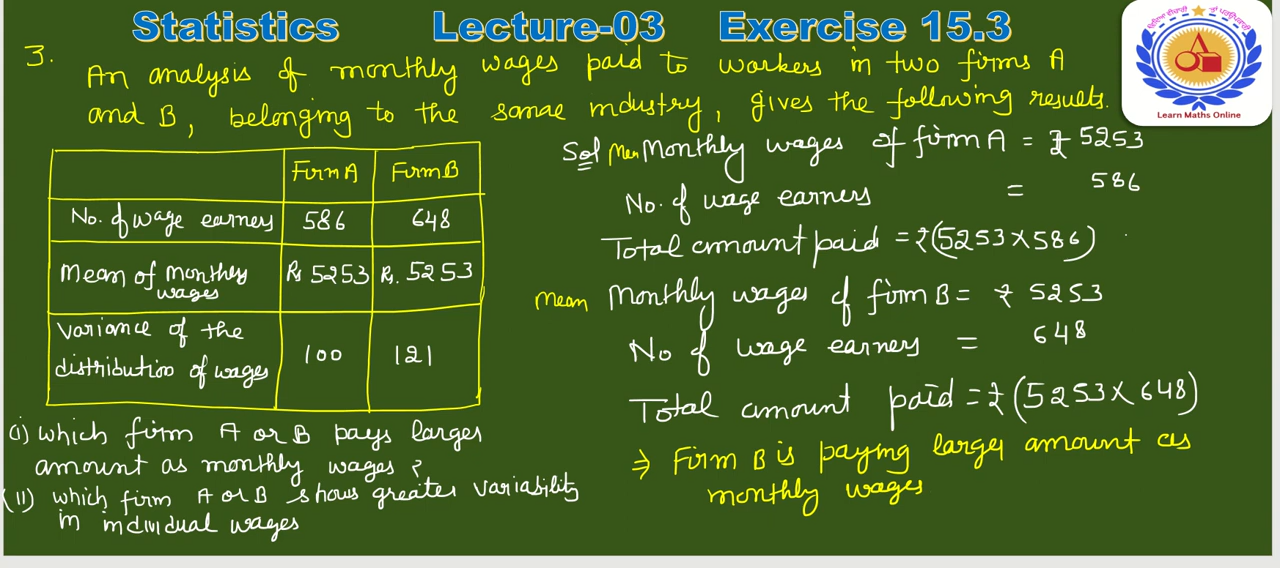 Statistics Lecture-03 Exercise 15.3
3.
An analysis of monthly wages paid to workers in two firms A
and B, belonging to the samae industry, gives the following results.
Learn Maths Online
Firm A Firm B
No. of wage earners 586 648
Mean of monthly wages Rs 5253 Rs. 5253
Variance of the
distribution of wages 100 121
(i) which firm A or B pays larger
amount as monthly wages ?
(II) which firm A or B shows greater variability
in individual wages
Sol Mean Monthly wages of firm A = ₹ 5253
No. of wage earners = 586
Total amount paid = ₹(5253×586)
Mean Monthly wages of firm B = ₹ 5253
No of wage earners = 648
Total amount paid = ₹ (5253×648)
⇒ Firm B is paying larger amount as
monthly wages